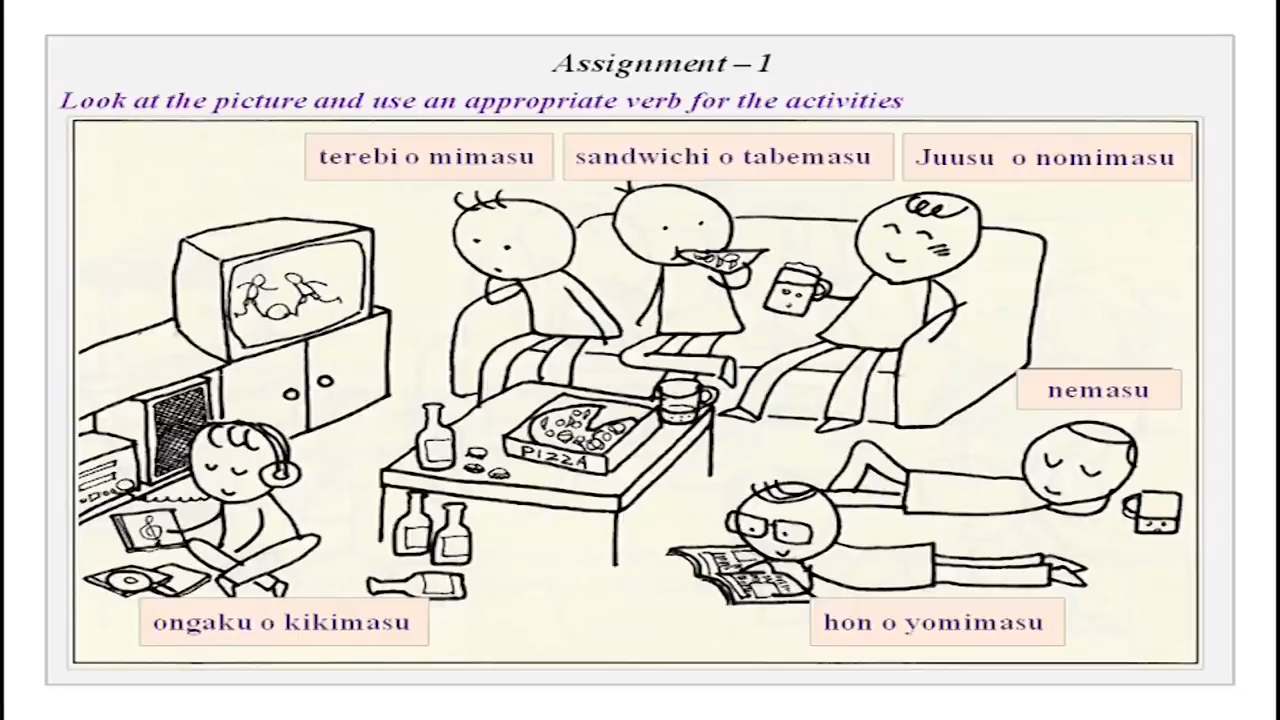 Assignment – 1
Look at the picture and use an appropriate verb for the activities
terebi o mimasu
sandwichi o tabemasu
Juusu o nomimasu
nemasu
PIZZA
ongaku o kikimasu
hon o yomimasu